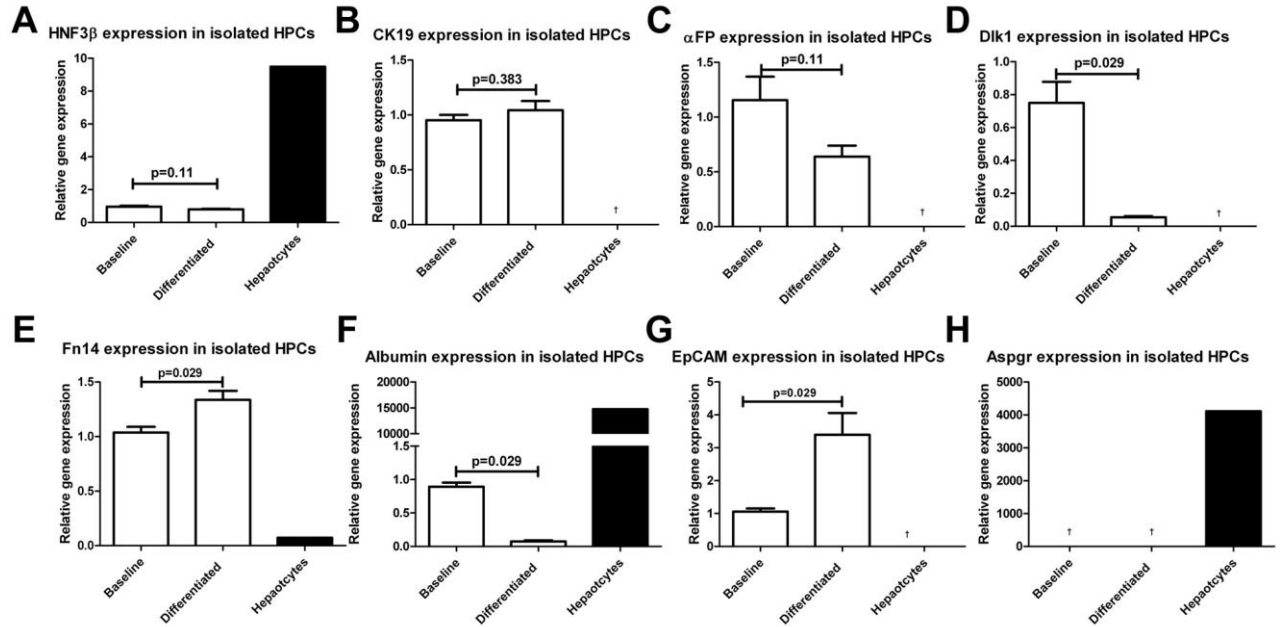 A
HNF3β expression in isolated HPCs
Relative gene expression
10
8
6
4
2
0
p=0.11
Baseline
Differentiated
Hepaotcytes
B
CK19 expression in isolated HPCs
Relative gene expression
1.5
1.0
0.5
0.0
p=0.383
†
Baseline
Differentiated
Hepaotcytes
C
αFP expression in isolated HPCs
Relative gene expression
1.5
1.0
0.5
0.0
p=0.11
†
Baseline
Differentiated
Hepaotcytes
D
Dlk1 expression in isolated HPCs
Relative gene expression
1.0
0.8
0.6
0.4
0.2
0.0
p=0.029
†
Baseline
Differentiated
Hepaotcytes
E
Fn14 expression in isolated HPCs
Relative gene expression
1.5
1.0
0.5
0.0
p=0.029
Baseline
Differentiated
Hepaotcytes
F
Albumin expression in isolated HPCs
Relative gene expression
20000
15000
10000
1.5
1.0
0.5
0.0
p=0.029
Baseline
Differentiated
Hepaotcytes
G
EpCAM expression in isolated HPCs
Relative gene expression
5
4
3
2
1
0
p=0.029
†
Baseline
Differentiated
Hepaotcytes
H
Aspgr expression in isolated HPCs
Relative gene expression
5000
4000
3000
2000
1000
0
†
†
Baseline
Differentiated
Hepaotcytes